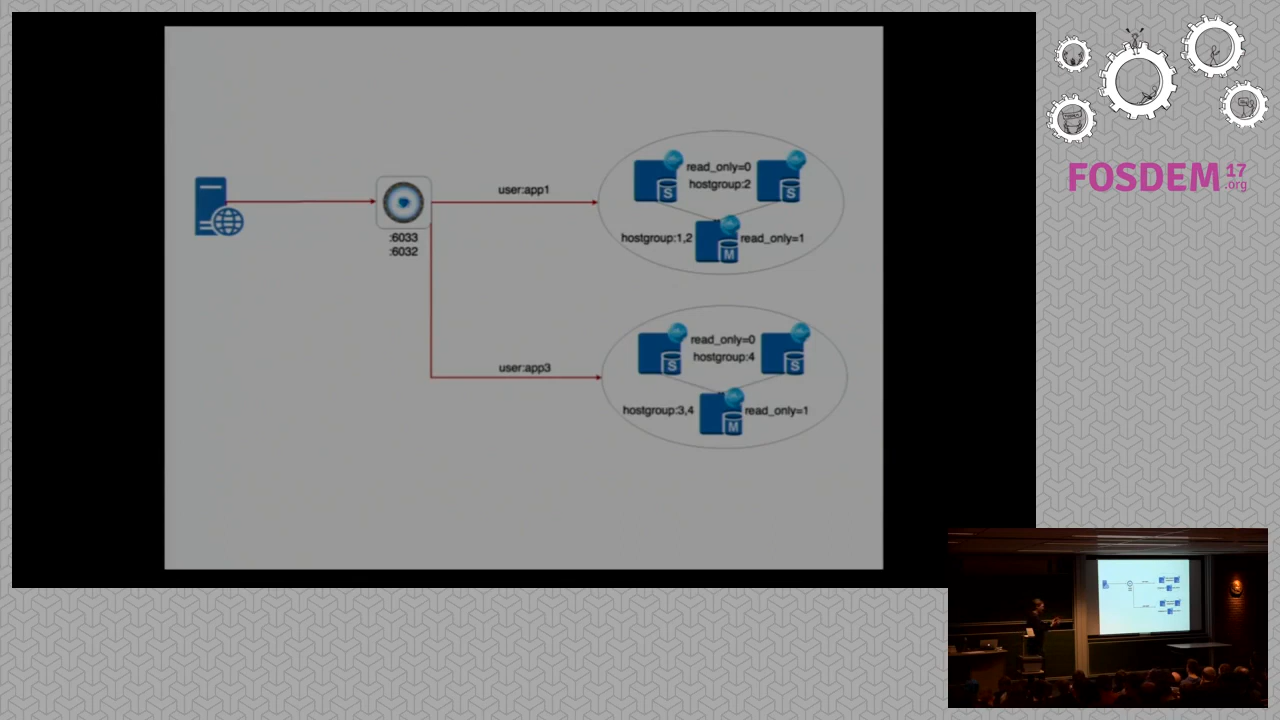 user:app1
:6033
:6032
read_only=0
hostgroup:2
S
S
hostgroup:1,2
read_only=1
M
user:app3
read_only=0
hostgroup:4
S
S
hostgroup:3,4
read_only=1
M
FOSDEM 17
.org